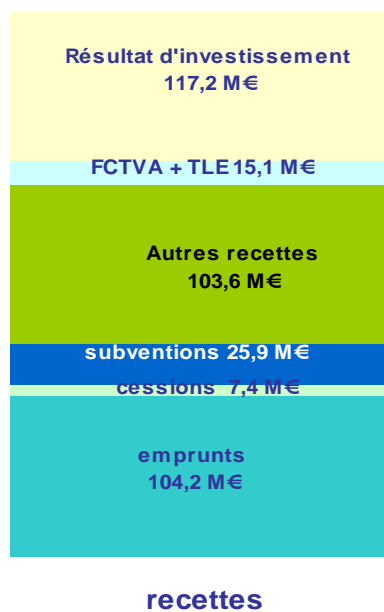 Résultat d'investissement
117,2 M€
FCTVA + TLE 15,1 M€
Autres recettes
103,6 M€
subventions 25,9 M€
cessions 7,4 M€
emprunts
104,2 M€
recettes